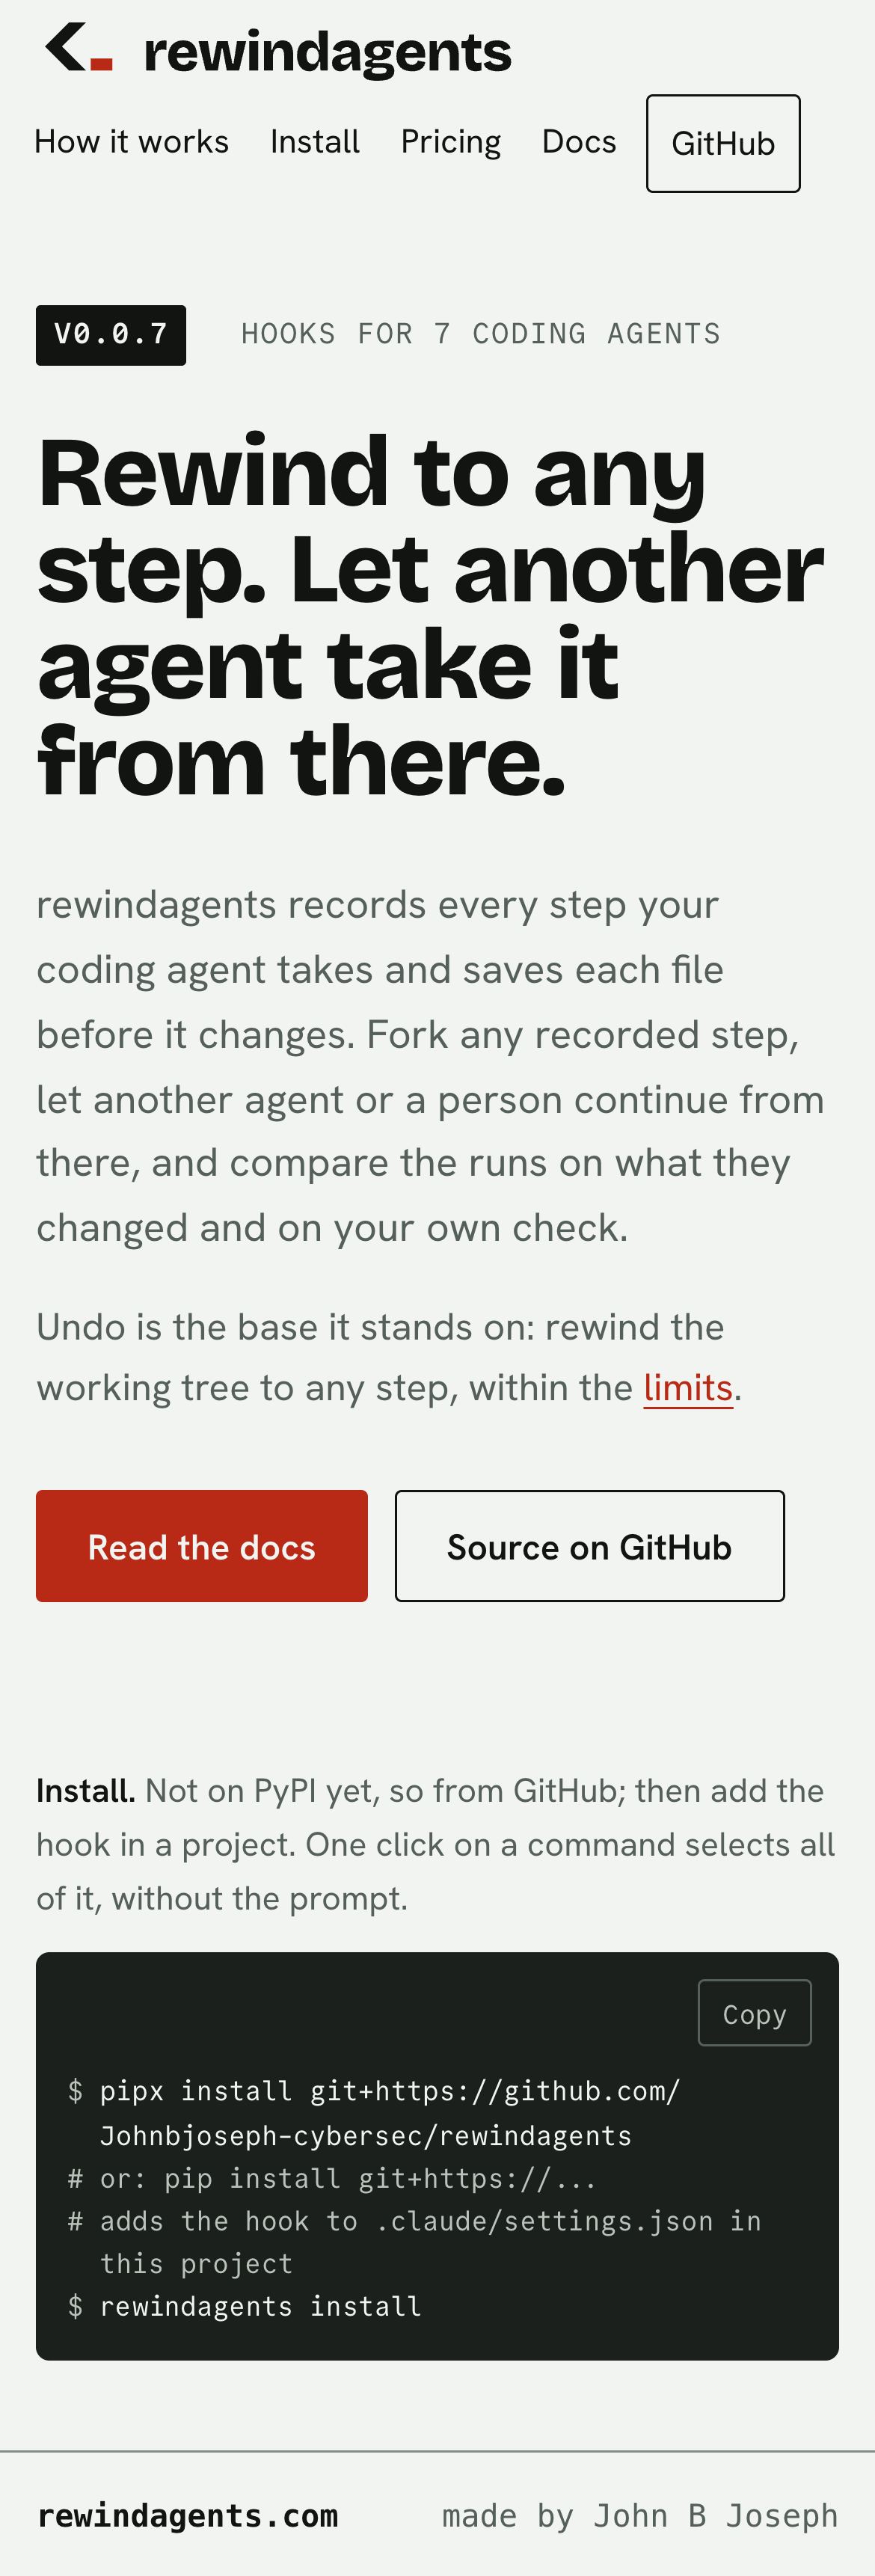 rewindagents
How it works Install Pricing Docs GitHub
V0.0.7 HOOKS FOR 7 CODING AGENTS
Rewind to any
step. Let another
agent take it
from there.
rewindagents records every step your
coding agent takes and saves each file
before it changes. Fork any recorded step,
let another agent or a person continue from
there, and compare the runs on what they
changed and on your own check.
Undo is the base it stands on: rewind the
working tree to any step, within the limits.
Read the docs Source on GitHub
Install. Not on PyPI yet, so from GitHub; then add the
hook in a project. One click on a command selects all
of it, without the prompt.
Copy
$ pipx install git+https://github.com/
Johnbjoseph-cybersec/rewindagents
# or: pip install git+https://...
# adds the hook to .claude/settings.json in
this project
$ rewindagents install
rewindagents.com made by John B Joseph